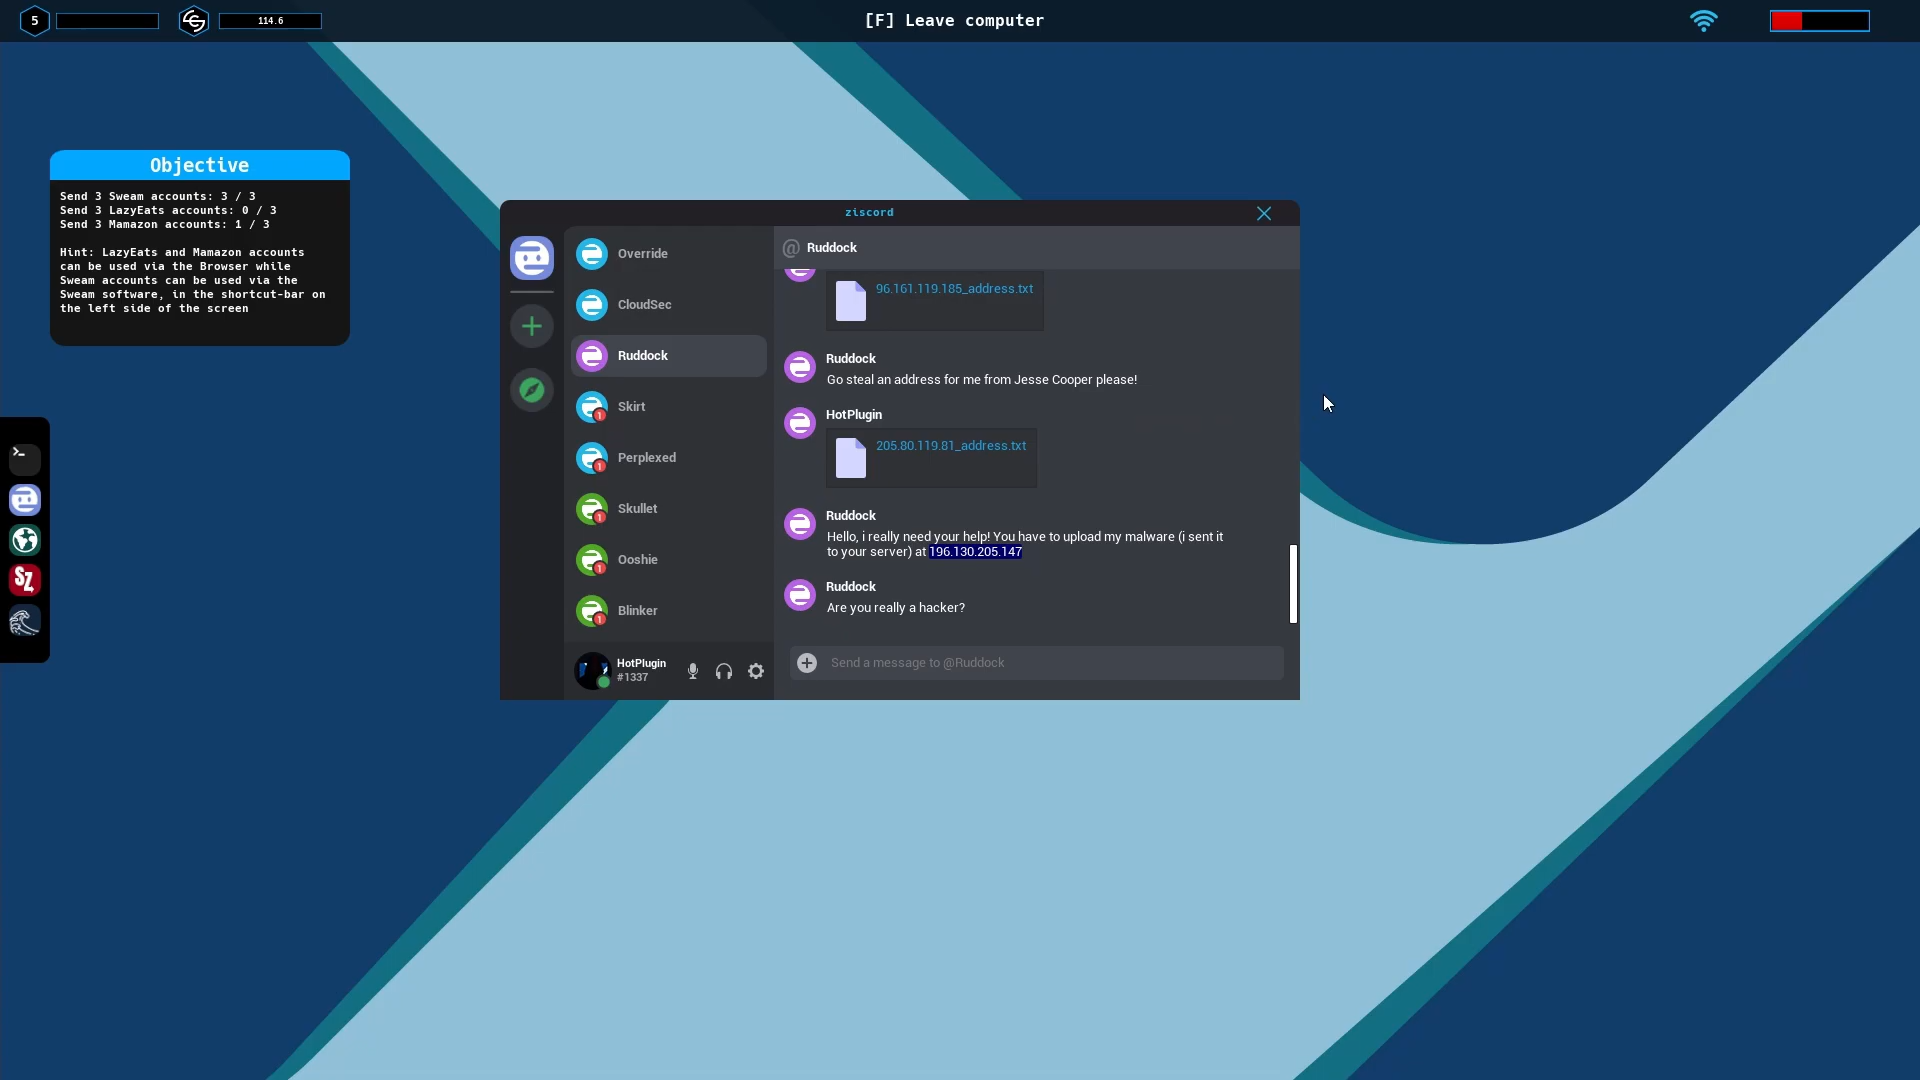 5
114.6
[F] Leave computer
Objective
Send 3 Sweam accounts: 3 / 3
Send 3 LazyEats accounts: 0 / 3
Send 3 Mamazon accounts: 1 / 3
Hint: LazyEats and Mamazon accounts
can be used via the Browser while
Sweam accounts can be used via the
Sweam software, in the shortcut-bar on
the left side of the screen
ziscord
Override
CloudSec
Ruddock
Skirt
1
Perplexed
1
Skullet
1
Ooshie
1
Blinker
1
HotPlugin
#1337
@ Ruddock
96.161.119.185_address.txt
Ruddock
Go steal an address for me from Jesse Cooper please!
HotPlugin
205.80.119.81_address.txt
Ruddock
Hello, i really need your help! You have to upload my malware (i sent it
to your server) at 196.130.205.147
Ruddock
Are you really a hacker?
Send a message to @Ruddock
>-
SZ